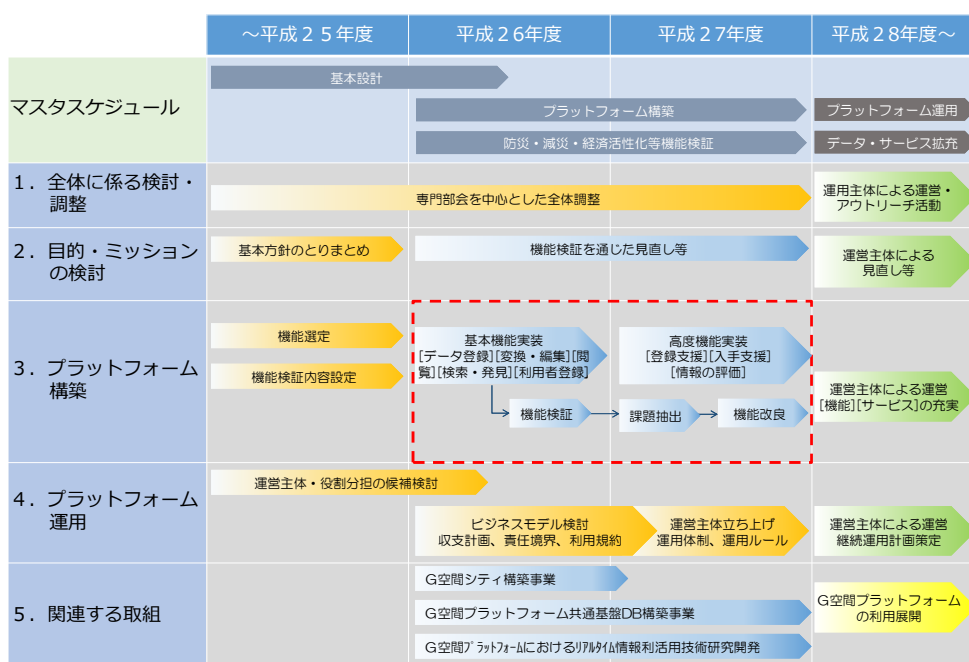 ～平成２５年度
平成２6年度
平成２7年度
平成２8年度～
マスタスケジュール
基本設計
プラットフォーム構築
プラットフォーム運用
防災・減災・経済活性化等機能検証
データ・サービス拡充
１．全体に係る検討・
調整
専門部会を中心とした全体調整
運用主体による運営・
アウトリーチ活動
２．目的・ミッション
の検討
基本方針のとりまとめ
機能検証を通じた見直し等
運営主体による
見直し等
３．プラットフォーム
構築
機能選定
機能検証内容設定
基本機能実装
[データ登録][変換・編集][閲
覧][検索・発見][利用者登録]
高度機能実装
[登録支援][入手支援]
[情報の評価]
機能検証
課題抽出
機能改良
運営主体による運営
[機能][サービス]の充実
４．プラットフォーム
運用
運営主体・役割分担の候補検討
ビジネスモデル検討
収支計画、責任境界、利用規約
運営主体立ち上げ
運用体制、運用ルール
運営主体による運営
継続運用計画策定
５．関連する取組
G空間シティ構築事業
G空間プラットフォーム共通基盤DB構築事業
G空間ﾌﾟﾗｯﾄﾌｫｰﾑにおけるﾘｱﾙﾀｲﾑ情報利活用技術研究開発
G空間プラットフォーム
の利用展開